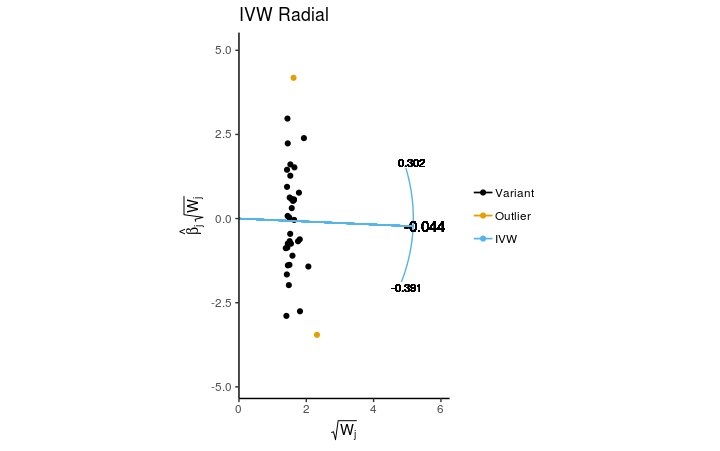 IVW Radial
5.0
2.5
0.0
-2.5
-5.0
β̂j√Wj
0 2 4 6
√Wj
0.302
-0.044
-0.391
Variant
Outlier
IVW